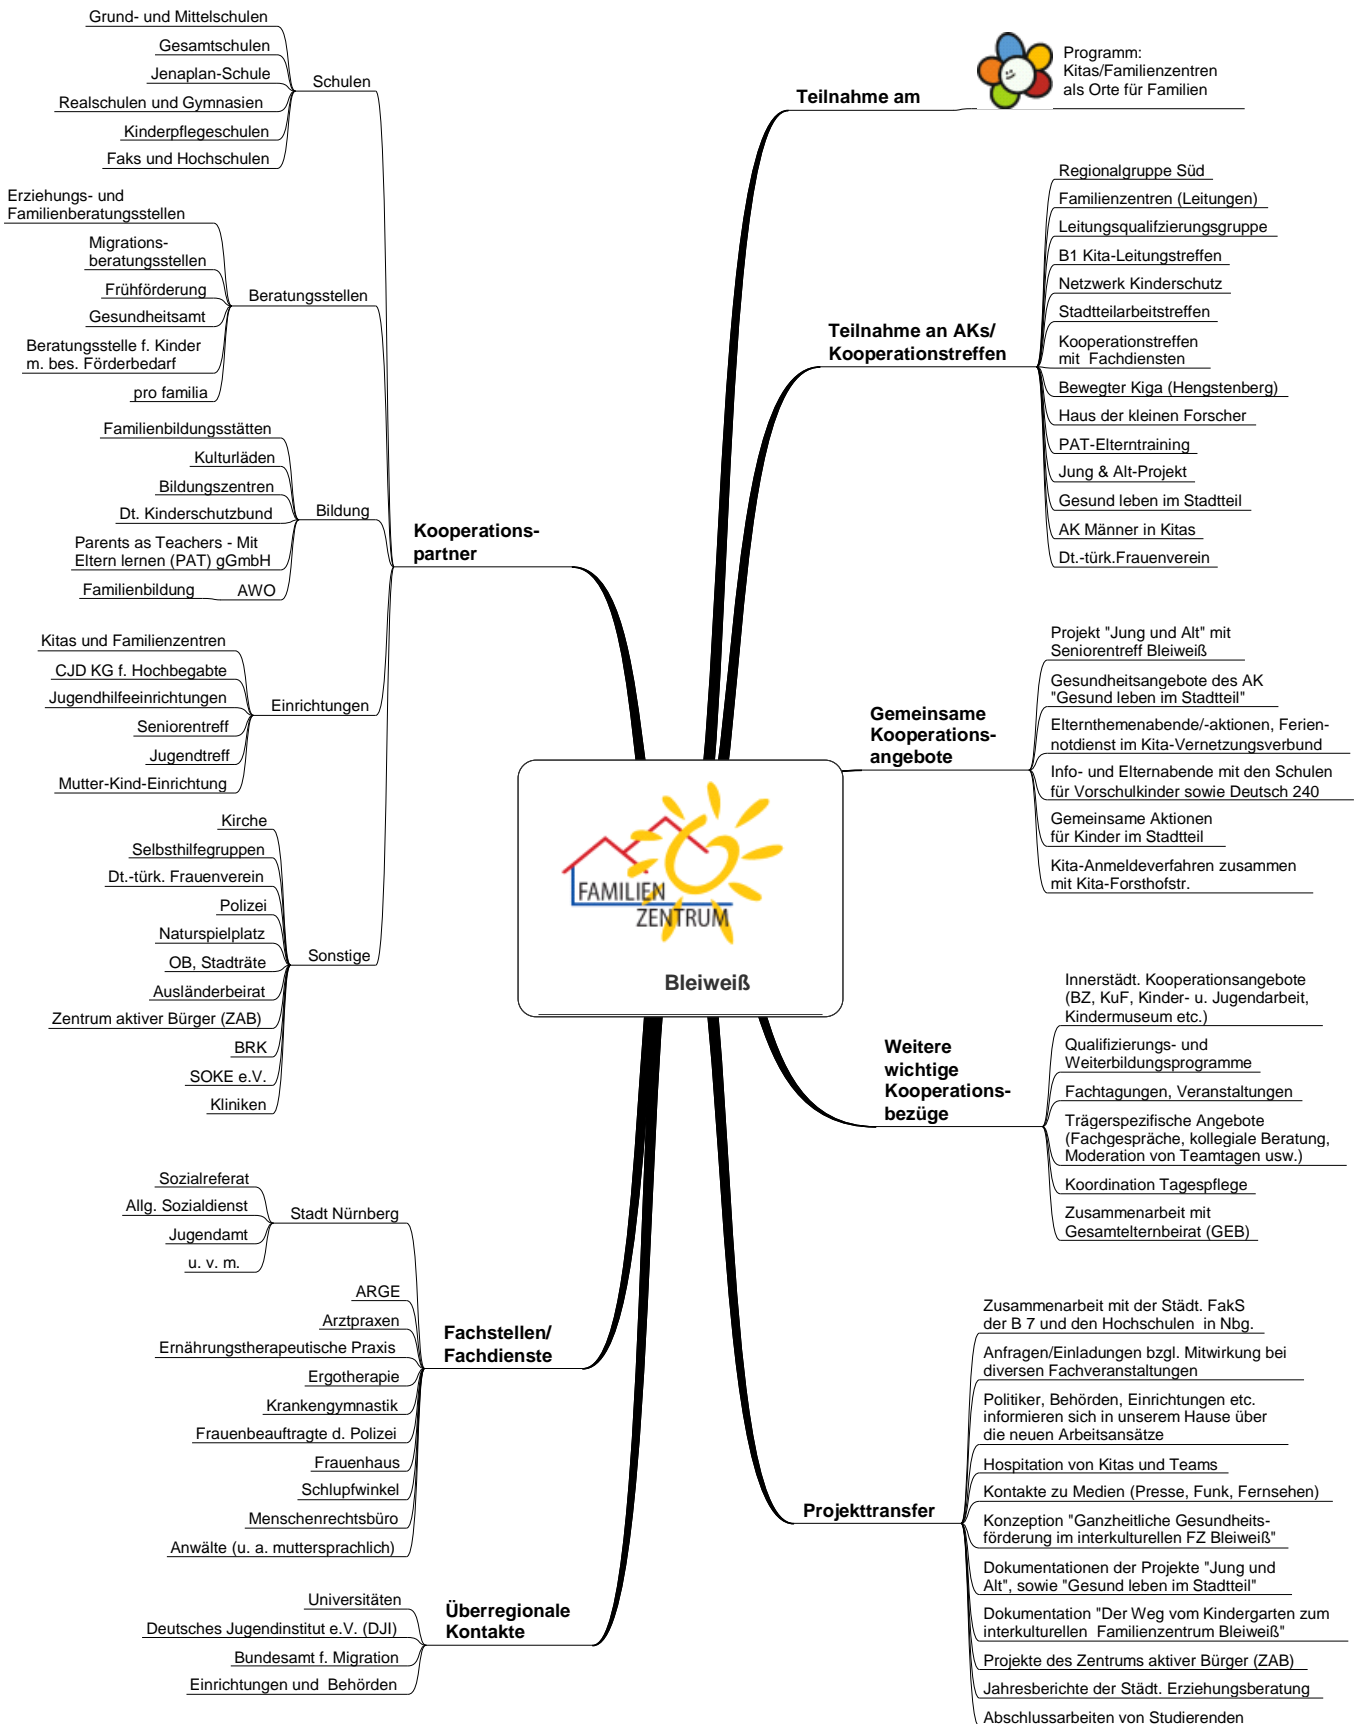 Grund- und Mittelschulen
Gesamtschulen
Jenaplan-Schule
Realschulen und Gymnasien
Kinderpflegeschulen
Faks und Hochschulen
Schulen
Erziehungs- und
Familienberatungsstellen
Migrations-
beratungsstellen
Frühförderung
Gesundheitsamt
Beratungsstelle f. Kinder
m. bes. Förderbedarf
pro familia
Beratungsstellen
Familienbildungsstätten
Kulturläden
Bildungszentren
Dt. Kinderschutzbund
Parents as Teachers - Mit
Eltern lernen (PAT) gGmbH
Familienbildung AWO
Bildung
Kooperations-
partner
Kitas und Familienzentren
CJD KG f. Hochbegabte
Jugendhilfeeinrichtungen
Seniorentreff
Jugendtreff
Mutter-Kind-Einrichtung
Einrichtungen
Kirche
Selbsthilfegruppen
Dt.-türk. Frauenverein
Polizei
Naturspielplatz
OB, Stadträte
Ausländerbeirat
Zentrum aktiver Bürger (ZAB)
BRK
SOKE e.V.
Kliniken
Sonstige
Sozialreferat
Allg. Sozialdienst
Jugendamt
u. v. m.
Stadt Nürnberg
ARGE
Arztpraxen
Ernährungstherapeutische Praxis
Ergotherapie
Krankengymnastik
Frauenbeauftragte d. Polizei
Frauenhaus
Schlupfwinkel
Menschenrechtsbüro
Anwälte (u. a. muttersprachlich)
Fachstellen/
Fachdienste
Universitäten
Deutsches Jugendinstitut e.V. (DJI)
Bundesamt f. Migration
Einrichtungen und Behörden
Überregionale
Kontakte
FAMILIEN
ZENTRUM
Bleiweiß
Teilnahme am
Programm:
Kitas/Familienzentren
als Orte für Familien
Teilnahme an AKs/
Kooperationstreffen
Regionalgruppe Süd
Familienzentren (Leitungen)
Leitungsqualifzierungsgruppe
B1 Kita-Leitungstreffen
Netzwerk Kinderschutz
Stadtteilarbeitstreffen
Kooperationstreffen
mit Fachdiensten
Bewegter Kiga (Hengstenberg)
Haus der kleinen Forscher
PAT-Elterntraining
Jung & Alt-Projekt
Gesund leben im Stadtteil
AK Männer in Kitas
Dt.-türk.Frauenverein
Gemeinsame
Kooperations-
angebote
Projekt "Jung und Alt" mit
Seniorentreff Bleiweiß
Gesundheitsangebote des AK
"Gesund leben im Stadtteil"
Elternthemenabende/-aktionen, Ferien-
notdienst im Kita-Vernetzungsverbund
Info- und Elternabende mit den Schulen
für Vorschulkinder sowie Deutsch 240
Gemeinsame Aktionen
für Kinder im Stadtteil
Kita-Anmeldeverfahren zusammen
mit Kita-Forsthofstr.
Weitere
wichtige
Kooperations-
bezüge
Innerstädt. Kooperationsangebote
(BZ, KuF, Kinder- u. Jugendarbeit,
Kindermuseum etc.)
Qualifizierungs- und
Weiterbildungsprogramme
Fachtagungen, Veranstaltungen
Trägerspezifische Angebote
(Fachgespräche, kollegiale Beratung,
Moderation von Teamtagen usw.)
Koordination Tagespflege
Zusammenarbeit mit
Gesamtelternbeirat (GEB)
Projekttransfer
Zusammenarbeit mit der Städt. FakS
der B 7 und den Hochschulen in Nbg.
Anfragen/Einladungen bzgl. Mitwirkung bei
diversen Fachveranstaltungen
Politiker, Behörden, Einrichtungen etc.
informieren sich in unserem Hause über
die neuen Arbeitsansätze
Hospitation von Kitas und Teams
Kontakte zu Medien (Presse, Funk, Fernsehen)
Konzeption "Ganzheitliche Gesundheits-
förderung im interkulturellen FZ Bleiweiß"
Dokumentationen der Projekte "Jung und
Alt", sowie "Gesund leben im Stadtteil"
Dokumentation "Der Weg vom Kindergarten zum
interkulturellen Familienzentrum Bleiweiß"
Projekte des Zentrums aktiver Bürger (ZAB)
Jahresberichte der Städt. Erziehungsberatung
Abschlussarbeiten von Studierenden